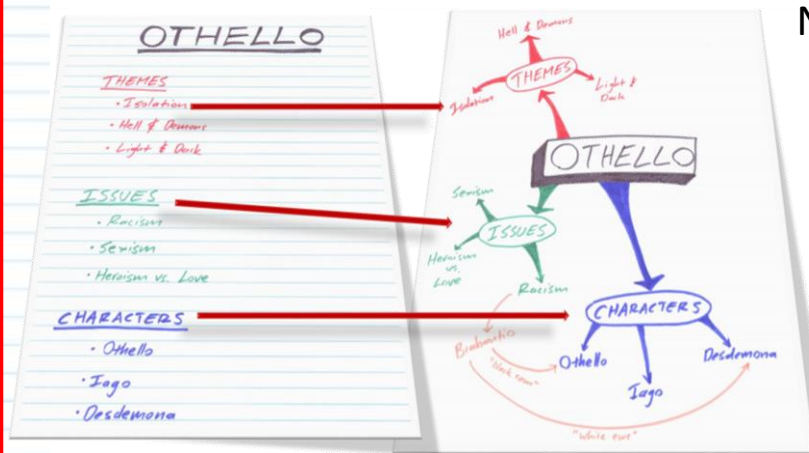 OTHELLO
THEMES
• Isolation
• Hell & Demons
• Light & Dark
ISSUES
• Racism
• Sexism
• Heroism vs. Love
CHARACTERS
• Othello
• Iago
• Desdemona
N
Hell & Demons
THEMES
Isolation
Light &
Dark
OTHELLO
Sexism
ISSUES
Heroism
vs.
Love
Racism
CHARACTERS
Brabantio
Othello
Iago
Desdemona
"black ram"
"white ewe"